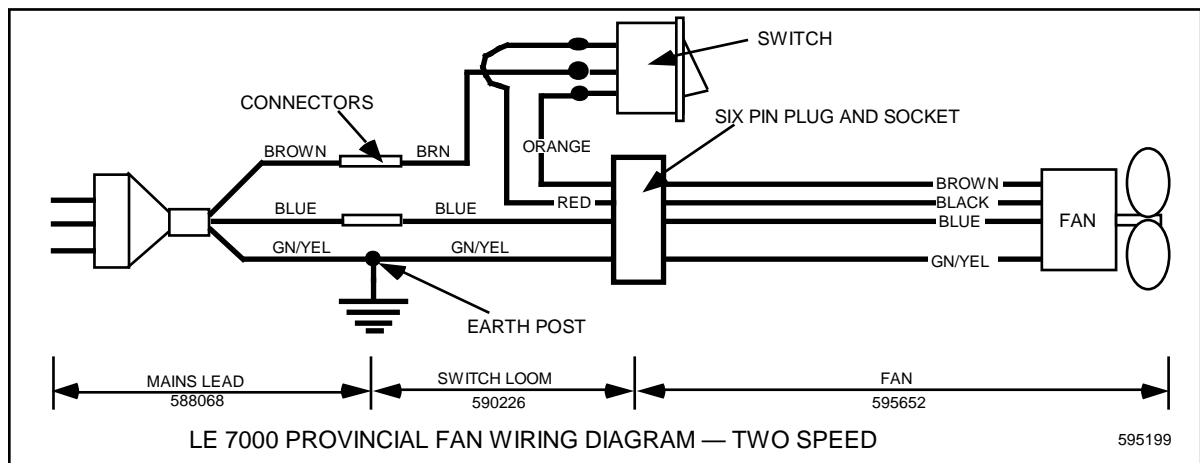 SWITCH
CONNECTORS
SIX PIN PLUG AND SOCKET
BROWN
BRN
ORANGE
BROWN
RED
BLACK
BLUE
BLUE
BLUE
FAN
GN/YEL
GN/YEL
GN/YEL
EARTH POST
MAINS LEAD
588068
SWITCH LOOM
590226
FAN
595652
LE 7000 PROVINCIAL FAN WIRING DIAGRAM — TWO SPEED
595199